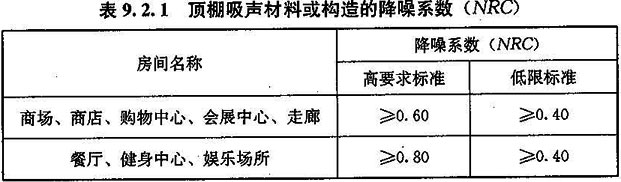 表 9.2.1 顶棚吸声材料或构造的降噪系数（NRC）
房间名称 降噪系数（NRC）
高要求标准 低限标准
商场、商店、购物中心、会展中心、走廊 ≥0.60 ≥0.40
餐厅、健身中心、娱乐场所 ≥0.80 ≥0.40